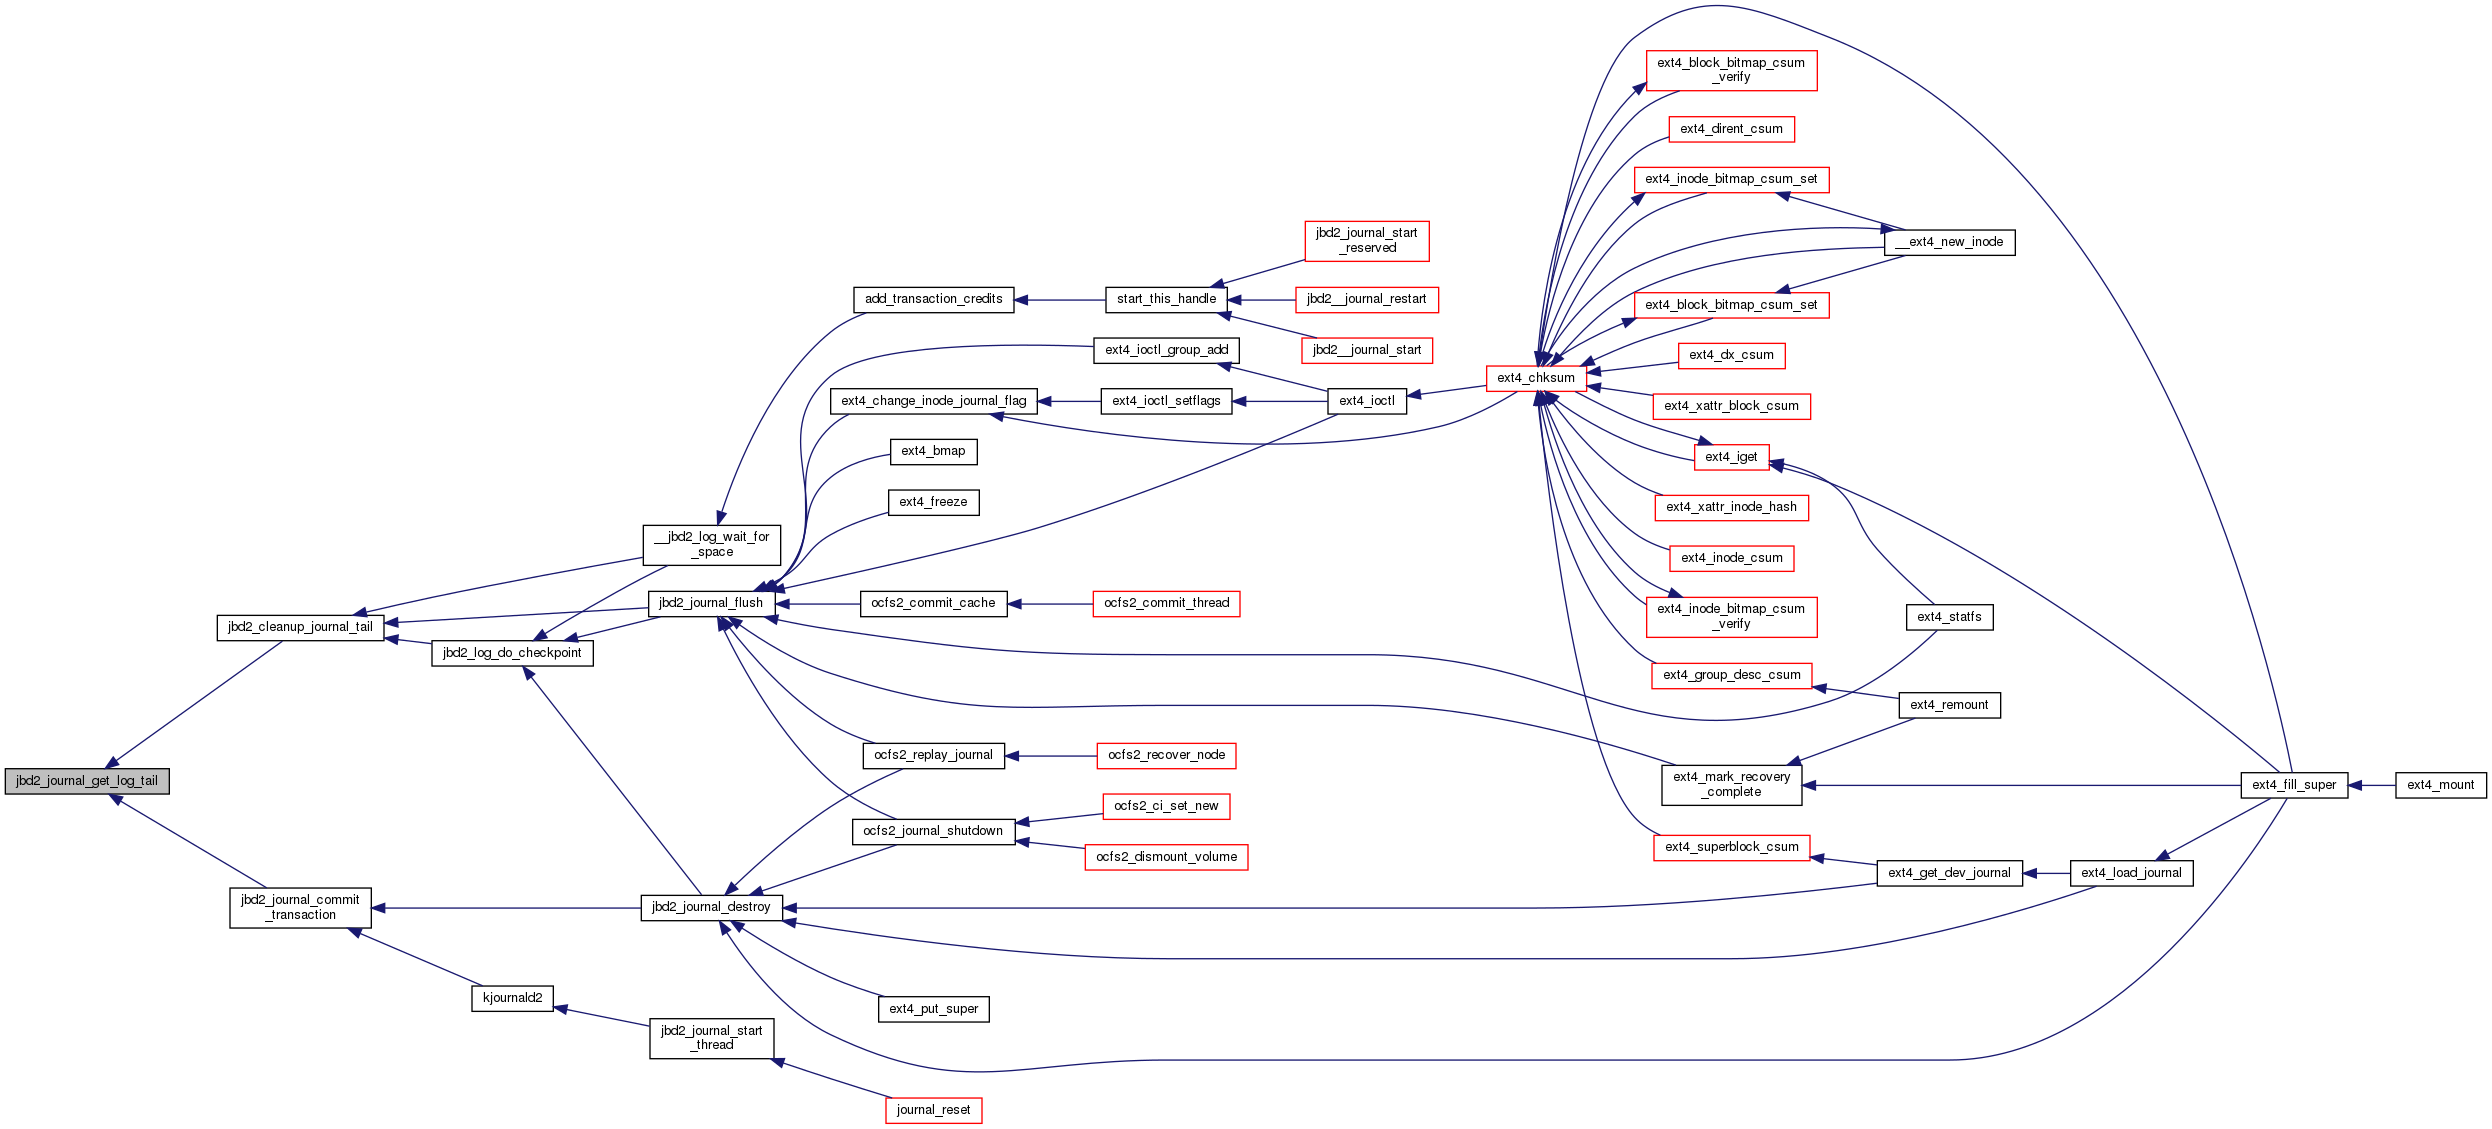 ext4_block_bitmap_csum
_verify
ext4_dirent_csum
ext4_inode_bitmap_csum_set
jbd2_journal_start
_reserved
__ext4_new_inode
add_transaction_credits
start_this_handle
jbd2__journal_restart
ext4_block_bitmap_csum_set
ext4_ioctl_group_add
jbd2__journal_start
ext4_dx_csum
ext4_chksum
ext4_change_inode_journal_flag
ext4_ioctl_setflags
ext4_ioctl
ext4_xattr_block_csum
ext4_bmap
ext4_iget
ext4_freeze
ext4_xattr_inode_hash
__jbd2_log_wait_for
_space
ext4_inode_csum
jbd2_journal_flush
ocfs2_commit_cache
ocfs2_commit_thread
ext4_inode_bitmap_csum
_verify
ext4_statfs
jbd2_cleanup_journal_tail
jbd2_log_do_checkpoint
ext4_group_desc_csum
ext4_remount
ocfs2_replay_journal
ocfs2_recover_node
jbd2_journal_get_log_tail
ext4_mark_recovery
_complete
ext4_fill_super
ext4_mount
ocfs2_ci_set_new
ocfs2_journal_shutdown
ext4_superblock_csum
ocfs2_dismount_volume
ext4_get_dev_journal
ext4_load_journal
jbd2_journal_commit
_transaction
jbd2_journal_destroy
kjournald2
ext4_put_super
jbd2_journal_start
_thread
journal_reset